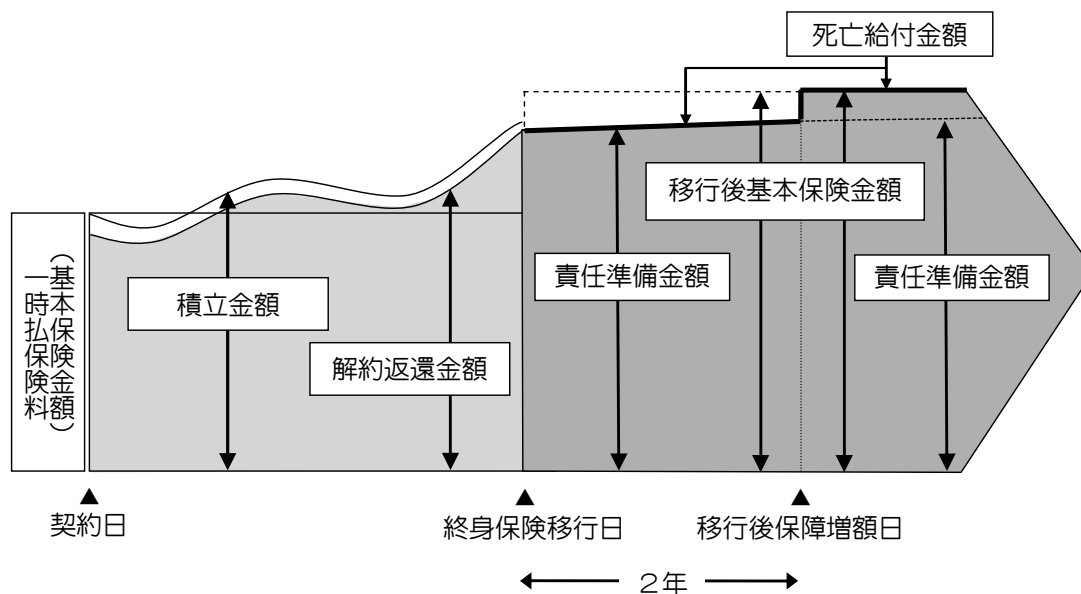 死亡給付金額
移行後基本保険金額
責任準備金額
責任準備金額
積立金額
解約返還金額
一時払保険料
(基本保険金額)
▲
▲
▲
契約日
終身保険移行日
移行後保障増額日
2年